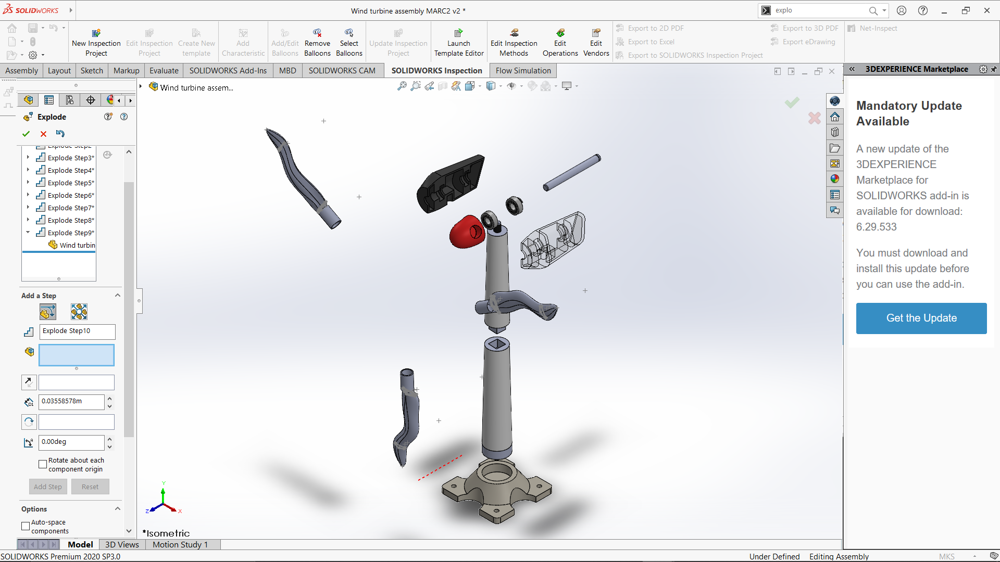 SOLIDWORKS
Wind turbine assembly MARC2 v2 *
explo
New Inspection
Project
Edit Inspection
Project
Create New
template
Add
Characteristic
Add/Edit
Balloons
Remove
Balloons
Select
Balloons
Update Inspection
Project
Launch
Template Editor
Edit Inspection
Methods
Edit
Operations
Edit
Vendors
Export to 2D PDF
Export to Excel
Export to SOLIDWORKS Inspection Project
Export to 3D PDF
Export eDrawing
Net-Inspect
Assembly
Layout
Sketch
Markup
Evaluate
SOLIDWORKS Add-Ins
MBD
SOLIDWORKS CAM
SOLIDWORKS Inspection
Flow Simulation
3DEXPERIENCE Marketplace
Wind turbine assem...
Explode
Explode Step2
Explode Step3*
Explode Step4*
Explode Step5*
Explode Step6*
Explode Step7*
Explode Step8*
Explode Step9*
Wind turbin
Add a Step
Explode Step10
0.03558578m
0.00deg
Rotate about each
component origin
Add Step
Reset
Options
Auto-space
components
Y
Z
X
*Isometric
Mandatory Update
Available
A new update of the
3DEXPERIENCE
Marketplace for
SOLIDWORKS add-in is
available for download:
6.29.533
You must download and
install this update before
you can use the add-in.
Get the Update
Model
3D Views
Motion Study 1
SOLIDWORKS Premium 2020 SP3.0
Under Defined
Editing Assembly
MKS